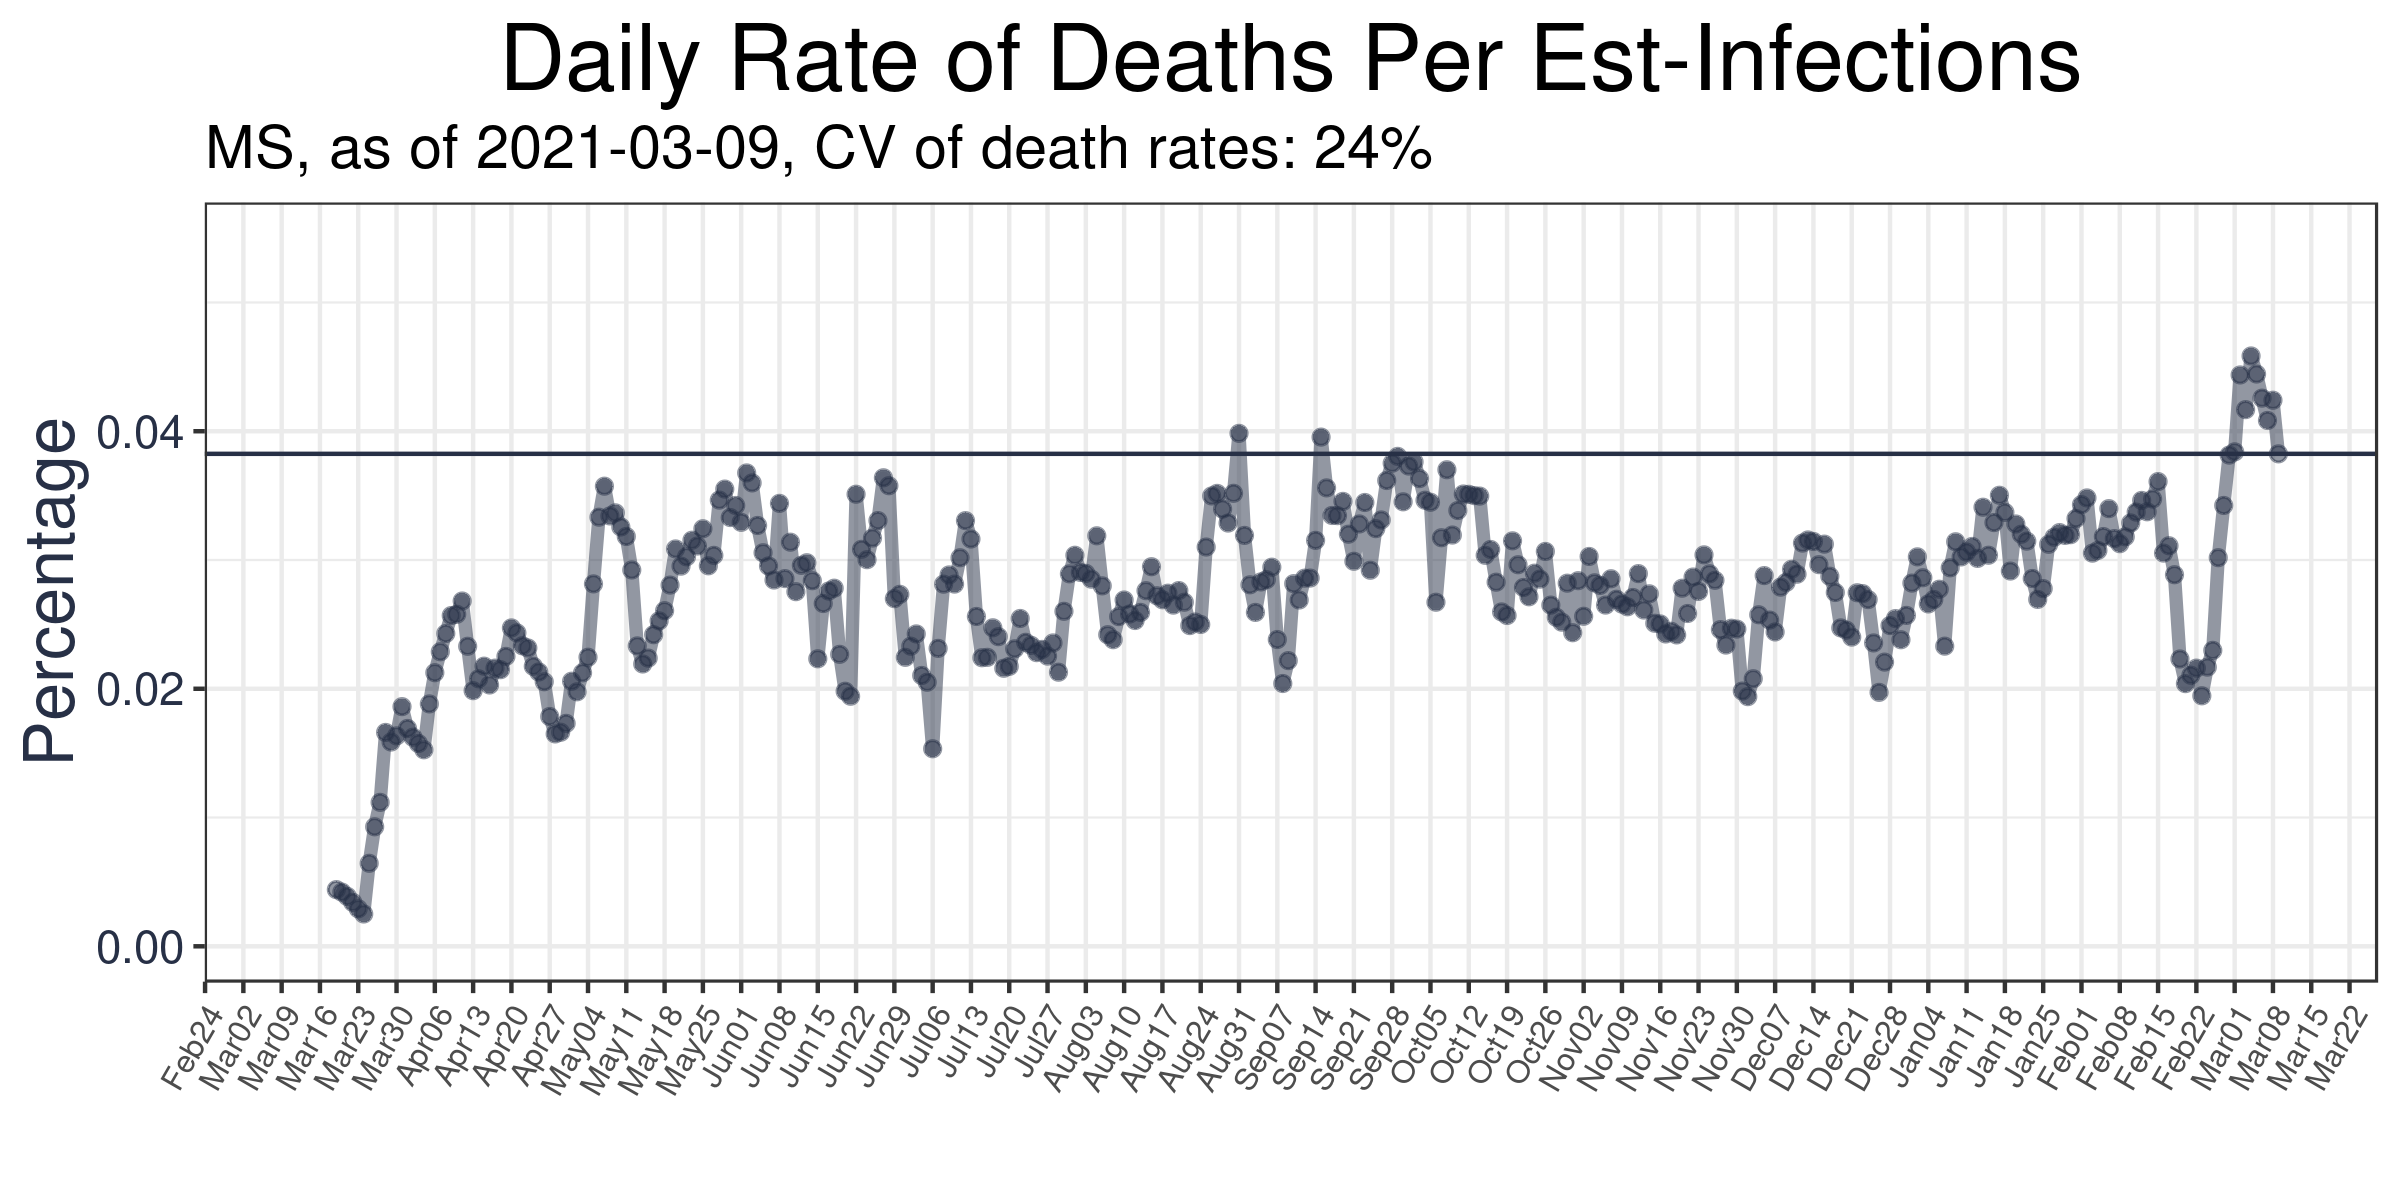 Daily Rate of Deaths Per Est-Infections
MS, as of 2021-03-09, CV of death rates: 24%
Percentage
0.04
0.02
0.00
Feb24
Mar02
Mar09
Mar16
Mar23
Mar30
Apr06
Apr13
Apr20
Apr27
May04
May11
May18
May25
Jun01
Jun08
Jun15
Jun22
Jun29
Jul06
Jul13
Jul20
Jul27
Aug03
Aug10
Aug17
Aug24
Aug31
Sep07
Sep14
Sep21
Sep28
Oct05
Oct12
Oct19
Oct26
Nov02
Nov09
Nov16
Nov23
Nov30
Dec07
Dec14
Dec21
Dec28
Jan04
Jan11
Jan18
Jan25
Feb01
Feb08
Feb15
Feb22
Mar01
Mar08
Mar15
Mar22